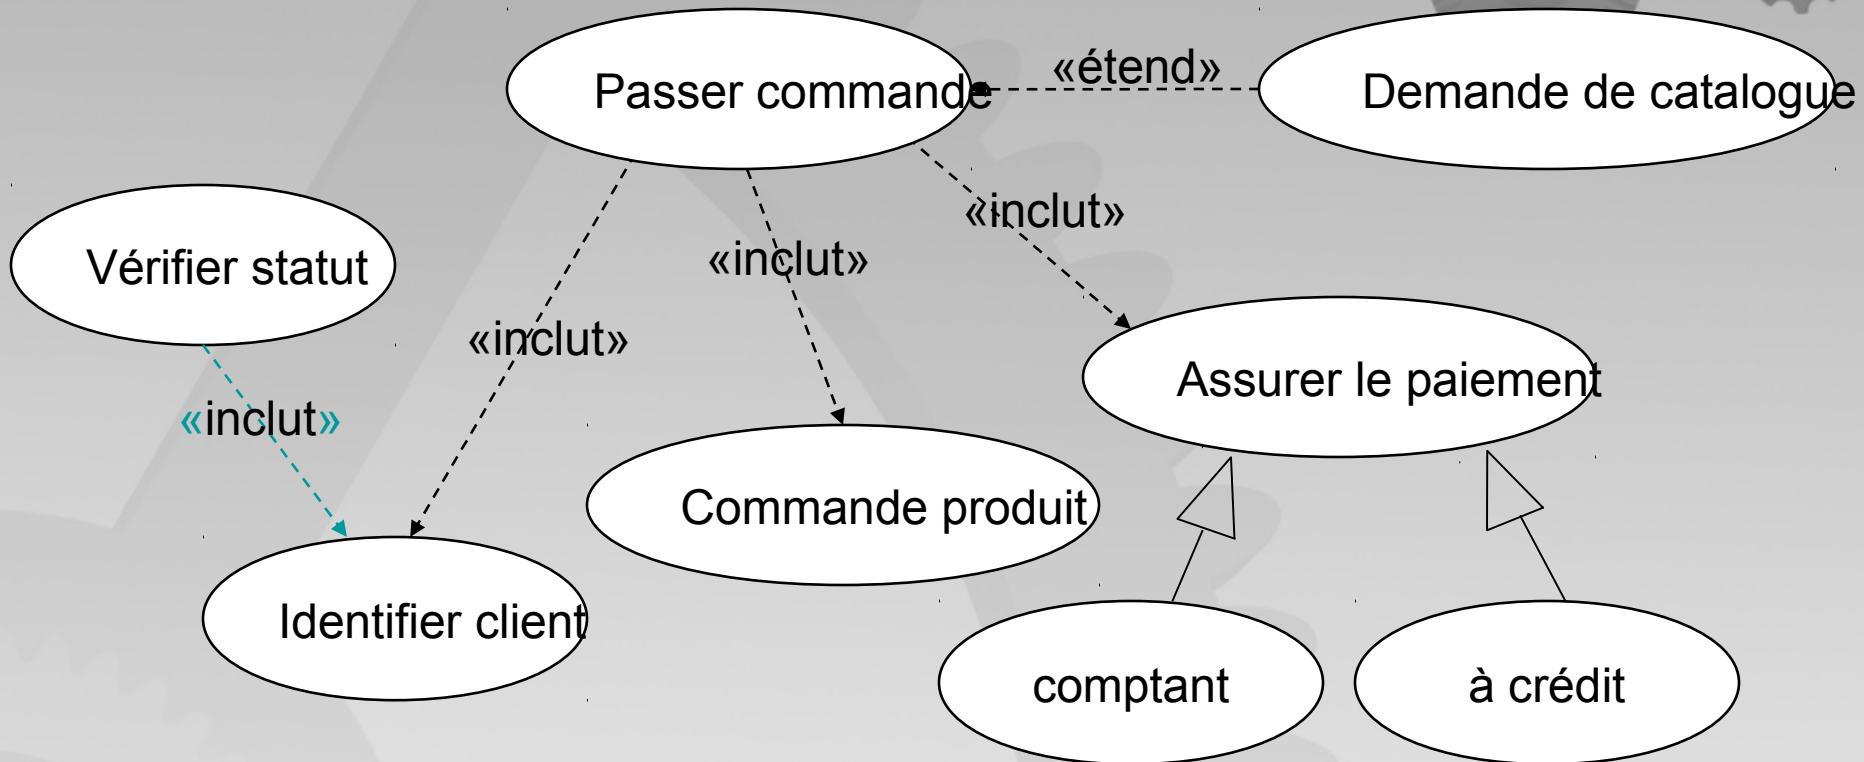 Passer commande
«étend»
Demande de catalogue
«inclut»
Vérifier statut
«inclut»
«inclut»
Assurer le paiement
«inclut»
Commande produit
Identifier client
comptant
à crédit